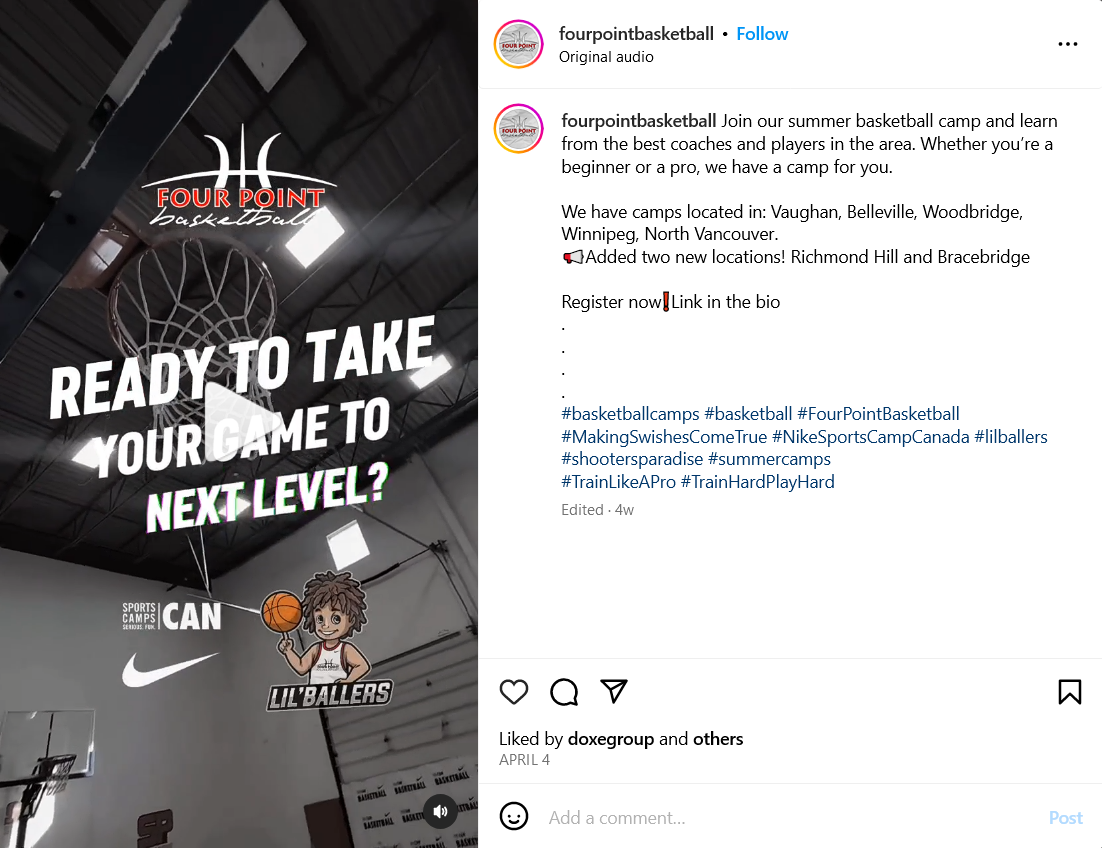 FOUR POINT
basketball
READY TO TAKE
YOUR GAME TO
NEXT LEVEL?
SPORTS
CAMPS
SERIOUS. FUN.
CAN
LIL'BALLERS
FOUR POINT
fourpointbasketball • Follow
Original audio
FOUR POINT
fourpointbasketball Join our summer basketball camp and learn
from the best coaches and players in the area. Whether you’re a
beginner or a pro, we have a camp for you.
We have camps located in: Vaughan, Belleville, Woodbridge,
Winnipeg, North Vancouver.
📢Added two new locations! Richmond Hill and Bracebridge
Register now❗Link in the bio
.
.
.
.
#basketballcamps #basketball #FourPointBasketball
#MakingSwishesComeTrue #NikeSportsCampCanada #lilballers
#shootersparadise #summercamps
#TrainLikeAPro #TrainHardPlayHard
Edited · 4w
Liked by doxegroup and others
APRIL 4
Add a comment...
Post